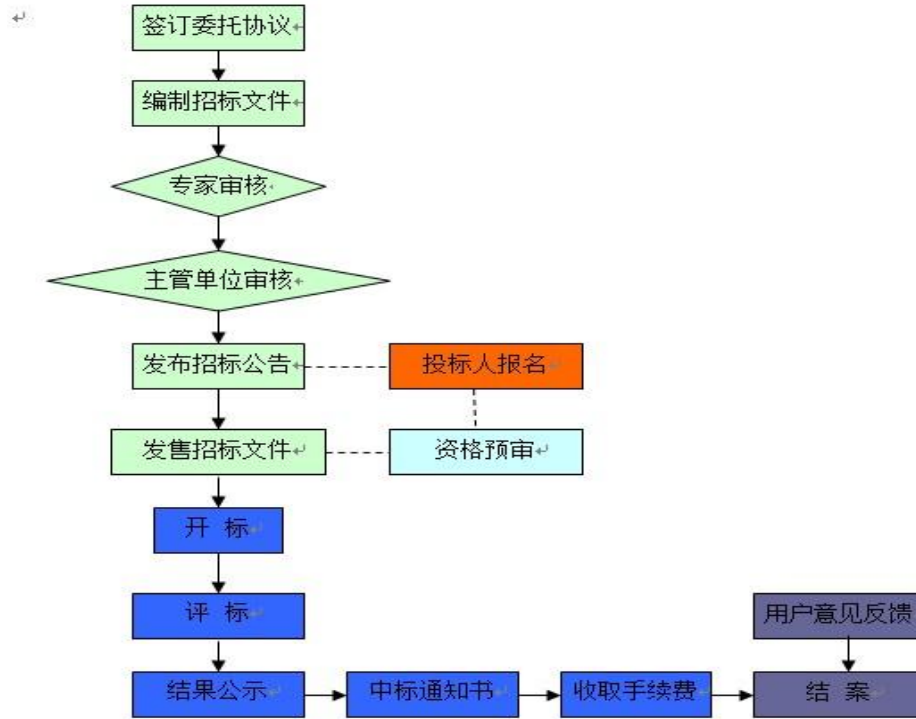 签订委托协议
编制招标文件
专家审核
主管单位审核
发布招标公告
投标人报名
发售招标文件
资格预审
开 标
评 标
用户意见反馈
结果公示
中标通知书
收取手续费
结 案